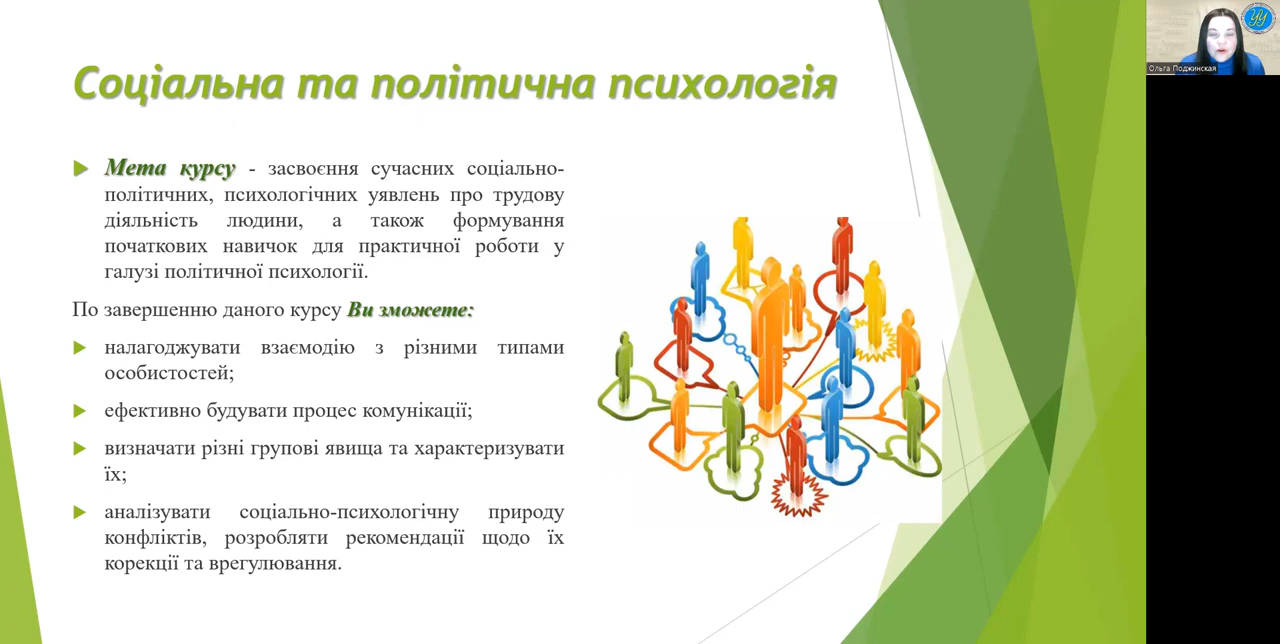 Соціальна та політична психологія
Мета курсу - засвоєння сучасних соціально-
політичних, психологічних уявлень про трудову
діяльність людини, а також формування
початкових навичок для практичної роботи у
галузі політичної психології.
По завершенню даного курсу Ви зможете:
налагоджувати взаємодію з різними типами
особистостей;
ефективно будувати процес комунікації;
визначати різні групові явища та характеризувати
їх;
аналізувати соціально-психологічну природу
конфліктів, розробляти рекомендації щодо їх
корекції та врегулювання.
Ольга Поджинская